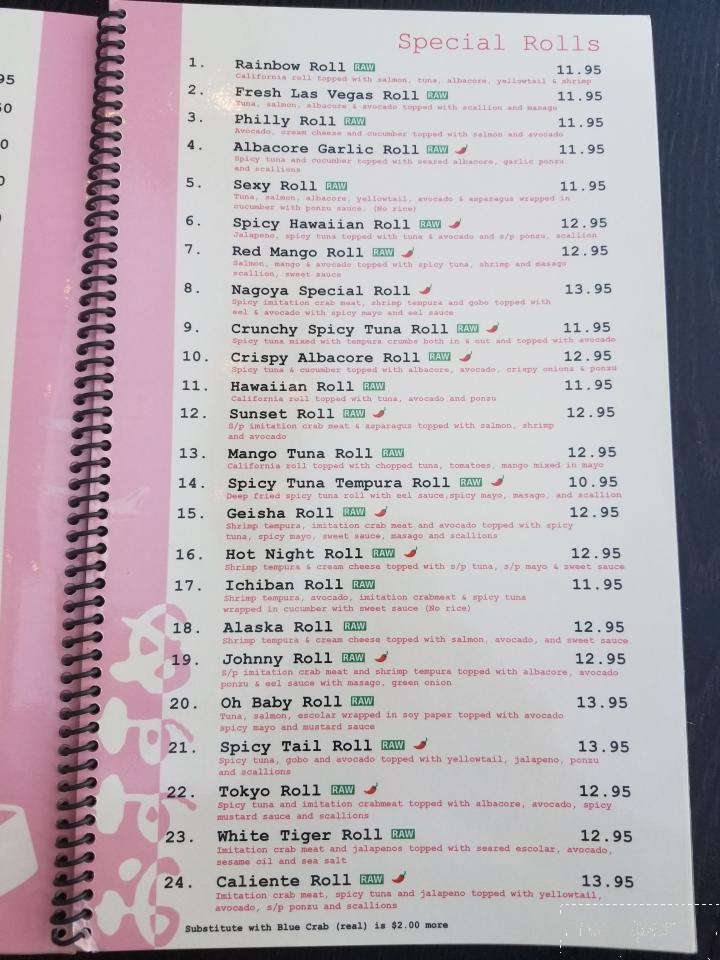 Special Rolls
1. Rainbow Roll RAW 11.95
California roll topped with salmon, tuna, albacore, yellowtail & shrimp
2. Fresh Las Vegas Roll RAW 11.95
Tuna, salmon, albacore & avocado topped with scallion and masago
3. Philly Roll RAW 11.95
Avocado, cream cheese and cucumber topped with salmon and avocado
4. Albacore Garlic Roll RAW 11.95
Spicy tuna and cucumber topped with seared albacore, garlic ponzu
and scallions
5. Sexy Roll RAW 11.95
Tuna, salmon, albacore, yellowtail, avocado & asparagus wrapped in
cucumber with ponzu sauce. (No rice)
6. Spicy Hawaiian Roll RAW 12.95
Jalapeno, spicy tuna topped with tuna & avocado and s/p ponzu, scallion
7. Red Mango Roll RAW 12.95
Salmon, mango & avocado topped with spicy tuna, shrimp and masago
scallion, sweet sauce
8. Nagoya Special Roll 13.95
Spicy imitation crab meat, shrimp tempura and gobo topped with
eel & avocado with spicy mayo and eel sauce
9. Crunchy Spicy Tuna Roll RAW 11.95
Spicy tuna mixed with tempura crumbs both in & out and topped with avocado
10. Crispy Albacore Roll RAW 12.95
Spicy tuna & cucumber topped with albacore, avocado, crispy onions & ponzu
11. Hawaiian Roll RAW 11.95
California roll topped with tuna, avocado and ponzu
12. Sunset Roll RAW 12.95
S/p imitation crab meat & asparagus topped with salmon, shrimp
and avocado
13. Mango Tuna Roll RAW 12.95
California roll topped with chopped tuna, tomatoes, mango mixed in mayo
14. Spicy Tuna Tempura Roll RAW 10.95
Deep fried spicy tuna roll with eel sauce,spicy mayo, masago, and scallion
15. Geisha Roll RAW 12.95
Shrimp tempura, imitation crab meat and avocado topped with spicy
tuna, spicy mayo, sweet sauce, masago and scallions
16. Hot Night Roll RAW 12.95
Shrimp tempura & cream cheese topped with s/p tuna, s/p mayo & sweet sauce
17. Ichiban Roll RAW 11.95
Shrimp tempura, avocado, imitation crabmeat & spicy tuna
wrapped in cucumber with sweet sauce (No rice)
18. Alaska Roll RAW 12.95
Shrimp tempura & cream cheese topped with salmon, avocado, and sweet sauce
19. Johnny Roll RAW 12.95
S/p imitation crab meat and shrimp tempura topped with albacore, avocado
ponzu & eel sauce with masago, green onion
20. Oh Baby Roll RAW 13.95
Tuna, salmon, escolar wrapped in soy paper topped with avocado
spicy mayo and mustard sauce
21. Spicy Tail Roll RAW 13.95
Spicy tuna, gobo and avocado topped with yellowtail, jalapeno, ponzu
and scallions
22. Tokyo Roll RAW 12.95
Spicy tuna and imitation crabmeat topped with albacore, avocado, spicy
mustard sauce and scallions
23. White Tiger Roll RAW 12.95
Imitation crab meat and jalapenos topped with seared escolar, avocado,
sesame oil and sea salt
24. Caliente Roll RAW 13.95
Imitation crab meat, spicy tuna and jalapeno topped with yellowtail,
avocado, s/p ponzu and scallions
Substitute with Blue Crab (real) is $2.00 more